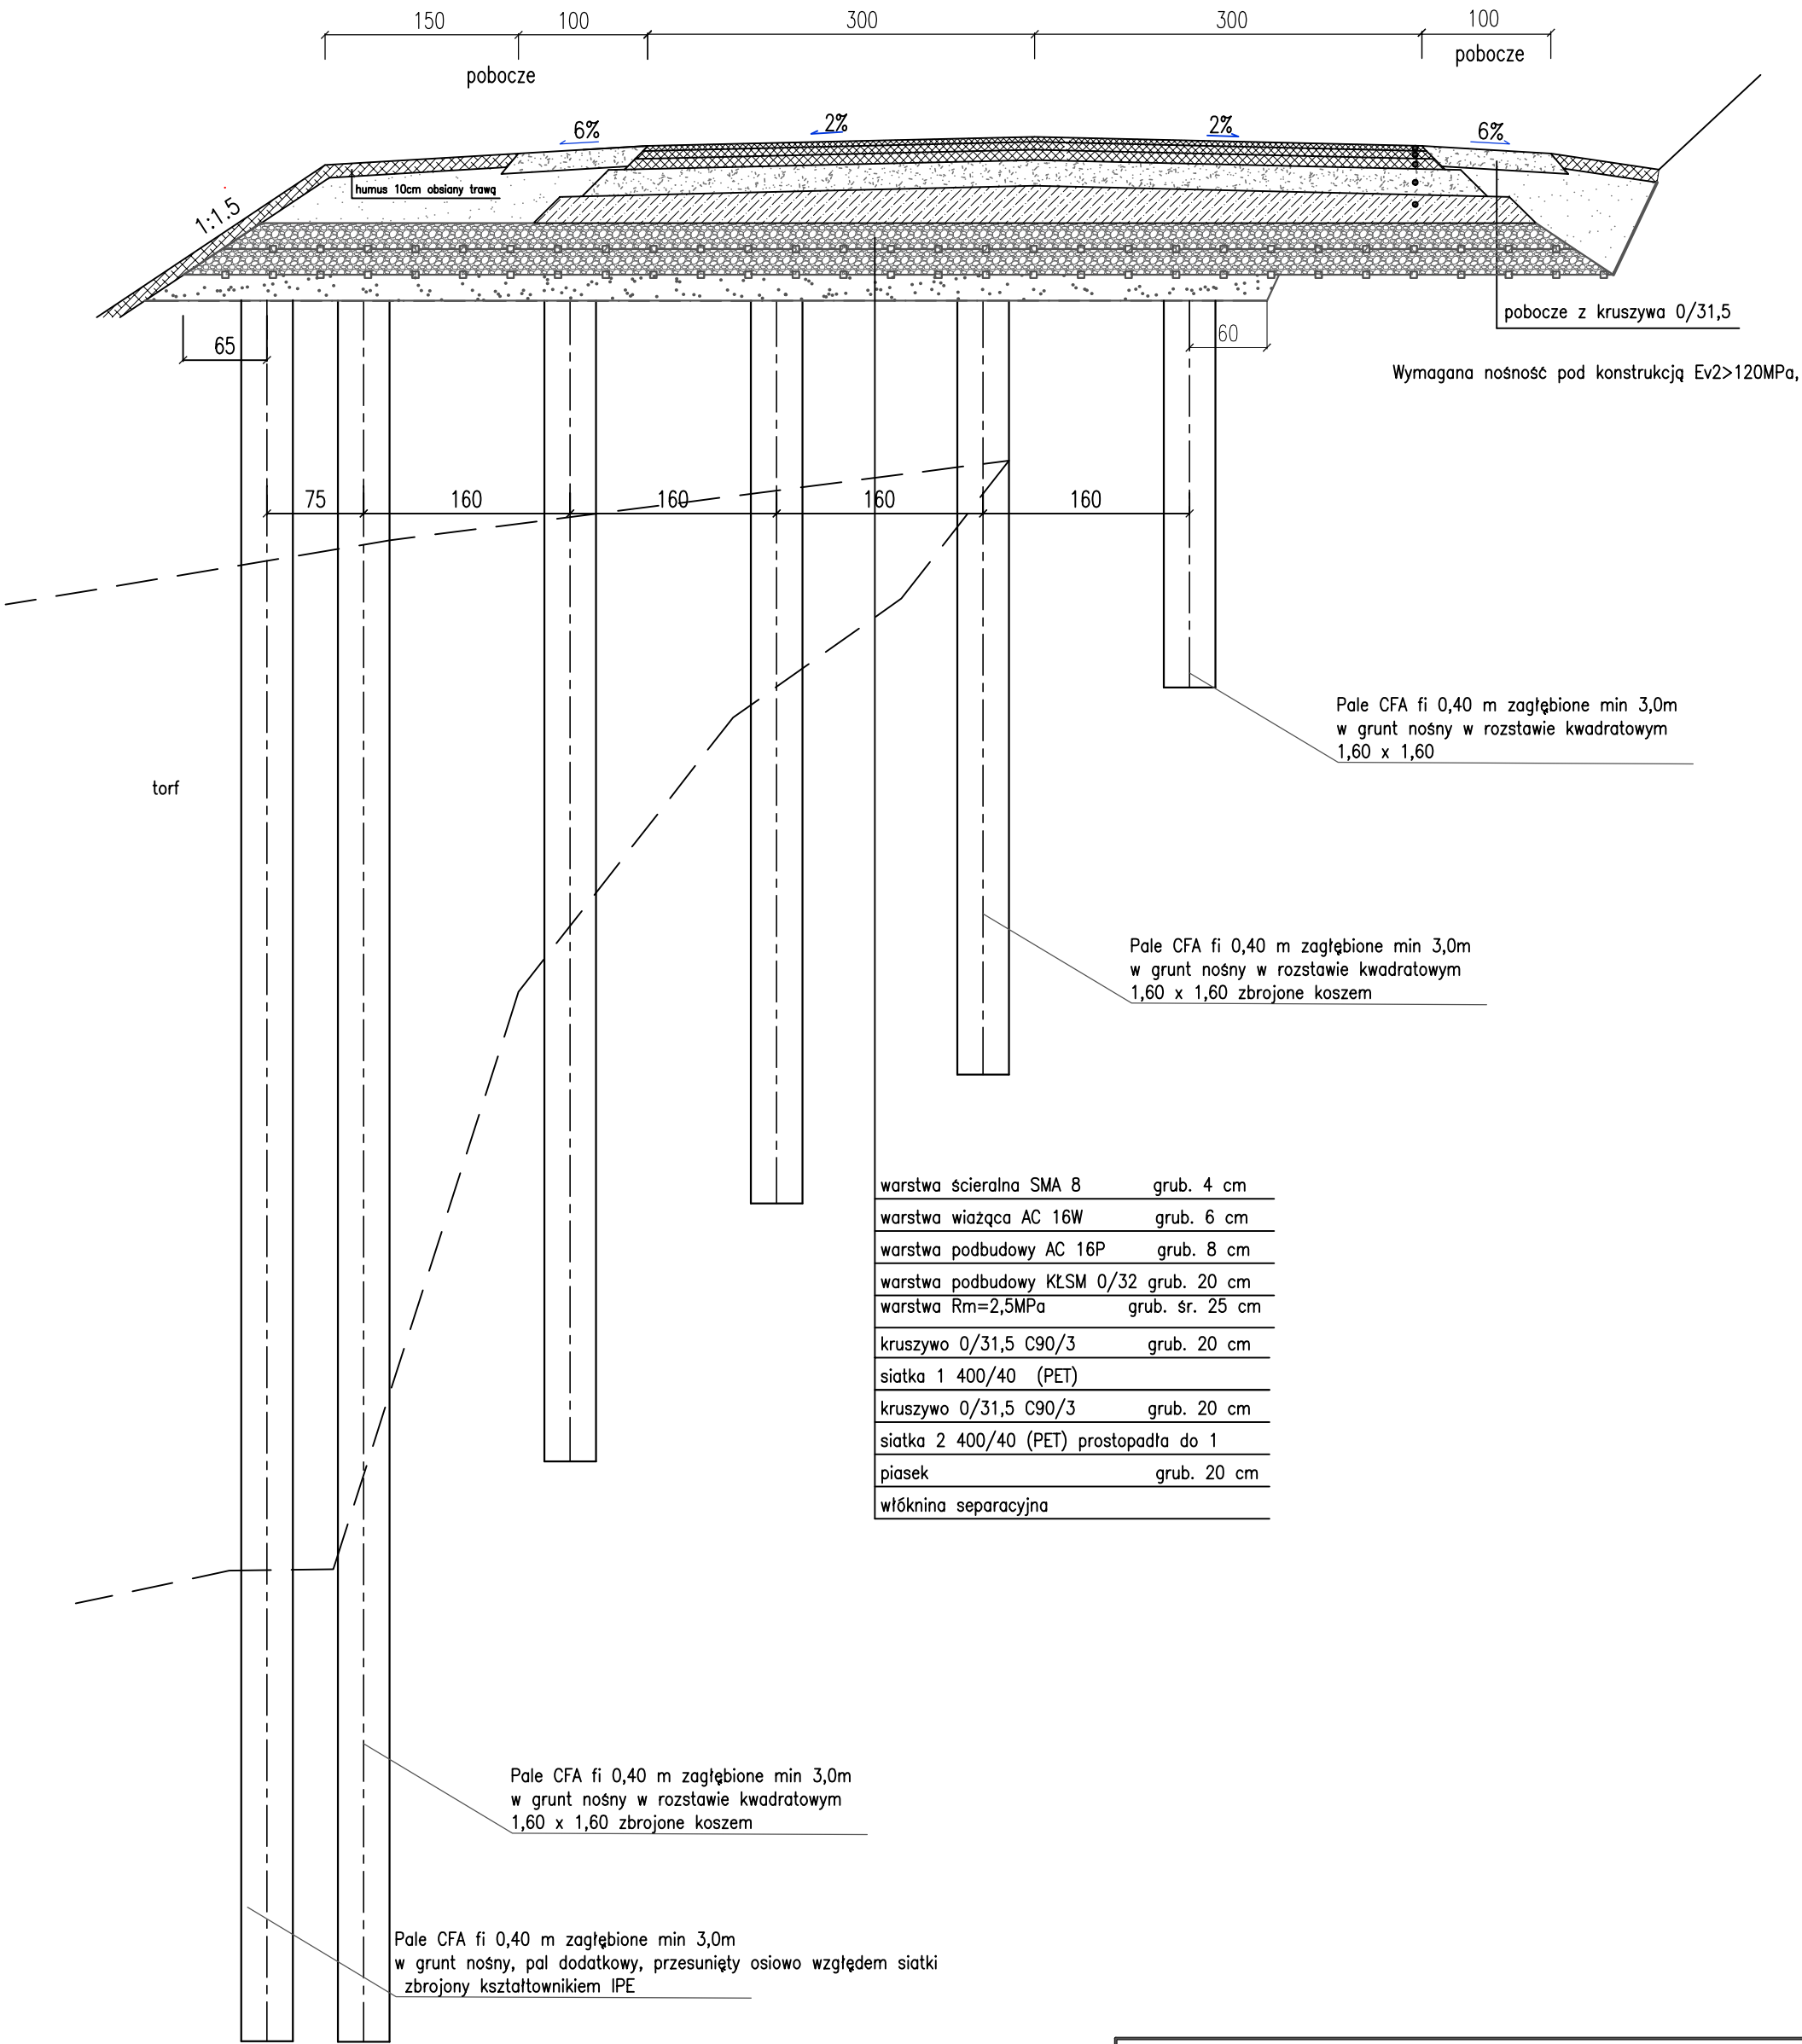 150 100 300 300 100
pobocze pobocze
6% 2% 2% 6%
humus 10cm obsiany trawą
1:1.5
pobocze z kruszywa 0/31,5
65 60
Wymagana nośność pod konstrukcją Ev2>120MPa,
75 160 160 160 160
Pale CFA fi 0,40 m zagłębione min 3,0m
w grunt nośny w rozstawie kwadratowym
1,60 x 1,60
torf
Pale CFA fi 0,40 m zagłębione min 3,0m
w grunt nośny w rozstawie kwadratowym
1,60 x 1,60 zbrojone koszem
warstwa ścieralna SMA 8 grub. 4 cm
warstwa wiażąca AC 16W grub. 6 cm
warstwa podbudowy AC 16P grub. 8 cm
warstwa podbudowy KŁSM 0/32 grub. 20 cm
warstwa Rm=2,5MPa grub. śr. 25 cm
kruszywo 0/31,5 C90/3 grub. 20 cm
siatka 1 400/40 (PET)
kruszywo 0/31,5 C90/3 grub. 20 cm
siatka 2 400/40 (PET) prostopadła do 1
piasek grub. 20 cm
włóknina separacyjna
Pale CFA fi 0,40 m zagłębione min 3,0m
w grunt nośny w rozstawie kwadratowym
1,60 x 1,60 zbrojone koszem
Pale CFA fi 0,40 m zagłębione min 3,0m
w grunt nośny, pal dodatkowy, przesunięty osiowo względem siatki
zbrojony kształtownikiem IPE